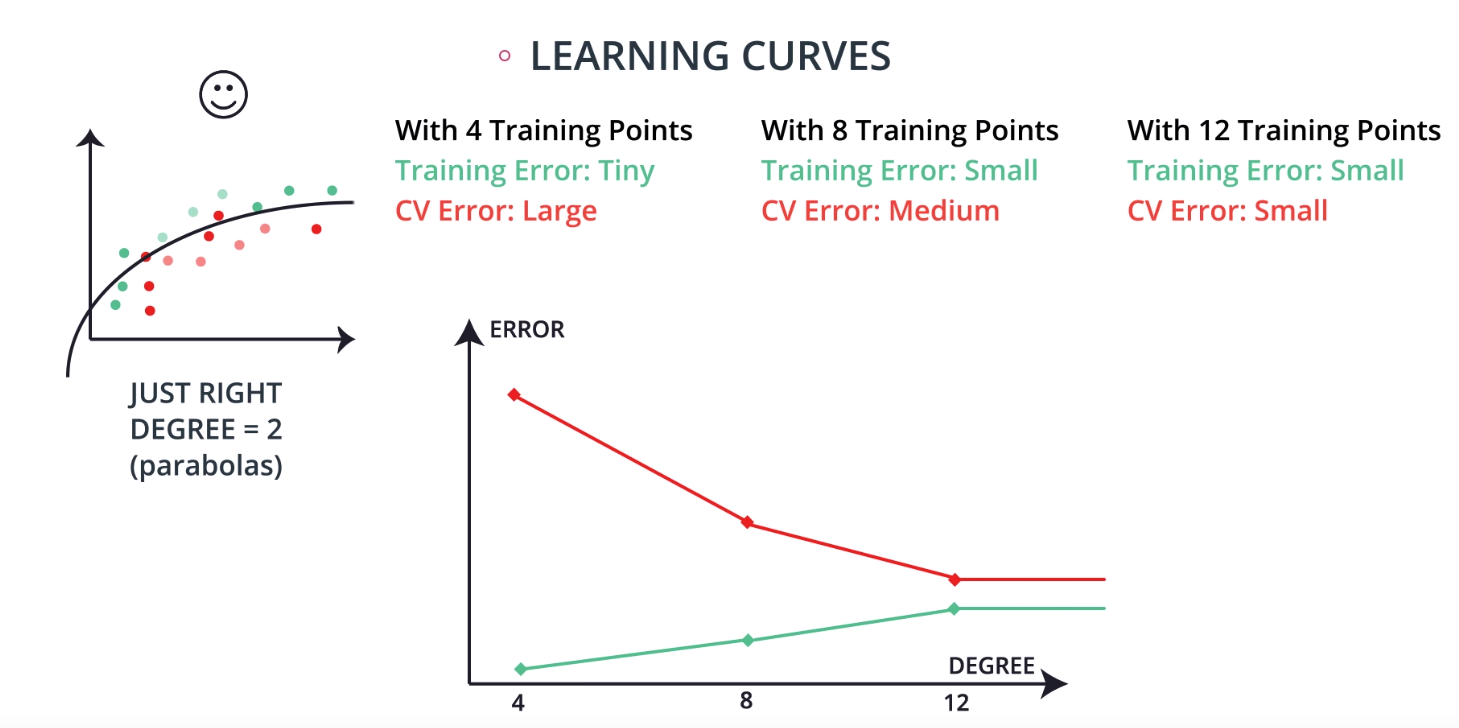 LEARNING CURVES
With 4 Training Points
Training Error: Tiny
CV Error: Large
With 8 Training Points
Training Error: Small
CV Error: Medium
With 12 Training Points
Training Error: Small
CV Error: Small
JUST RIGHT
DEGREE = 2
(parabolas)
ERROR
DEGREE
4
8
12